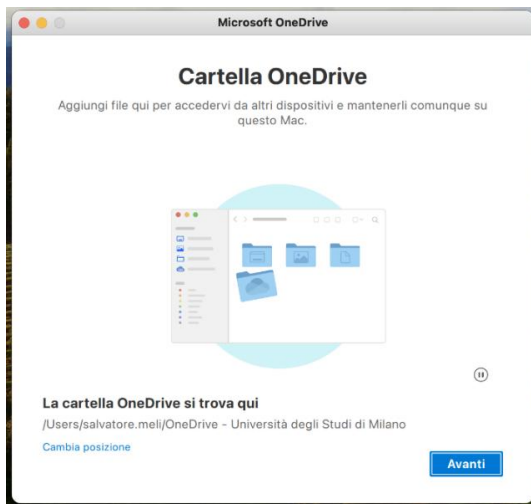 Microsoft OneDrive
Cartella OneDrive
Aggiungi file qui per accedervi da altri dispositivi e mantenerli comunque su
questo Mac.
La cartella OneDrive si trova qui
/Users/salvatore.meli/OneDrive - Università degli Studi di Milano
Cambia posizione
Avanti